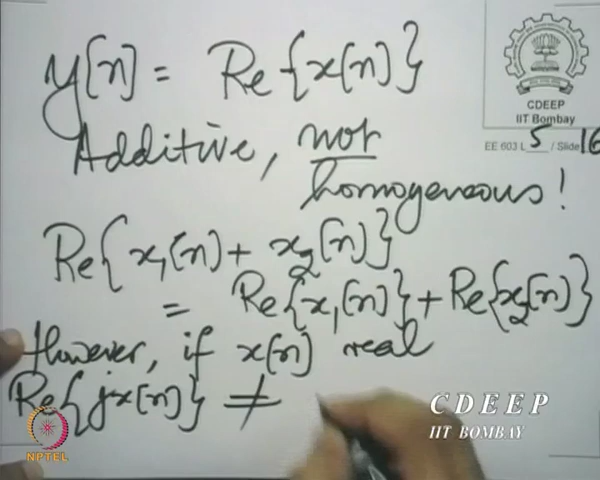 y[n] = Re{x[n]}
CDEEP
IIT Bombay
EE 603 L 5 / Slide 16
Additive, not
homogeneous!
Re{x1[n] + x2[n]}
= Re{x1[n]} + Re{x2[n]}
However, if x[n] real
Re{jx[n]} ≠
CDEEP
IIT BOMBAY
NPTEL